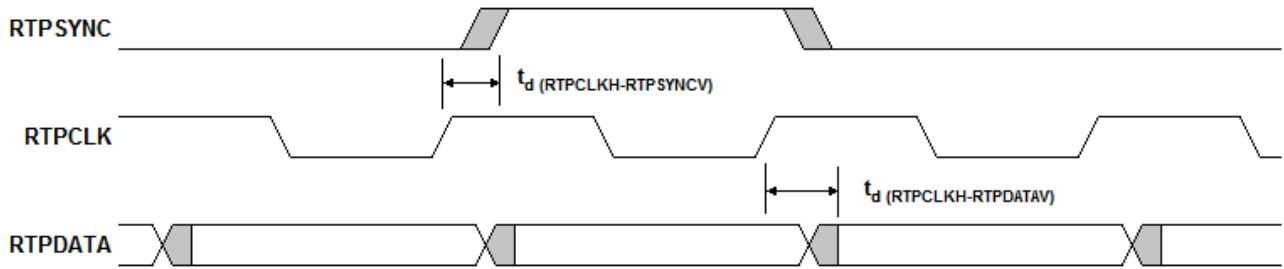 RTPSYNC
td (RTPCLKH-RTPSYNCV)
RTPCLK
td (RTPCLKH-RTPDATAV)
RTPDATA